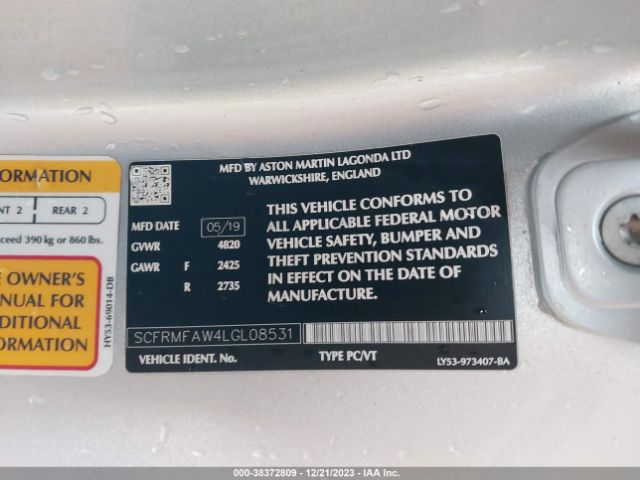 ORMATION
NT 2 REAR 2
ceed 390 kg or 860 lbs.
E OWNER'S
ANUAL FOR
DITIONAL
ORMATION
HY53-69014-DB
MFD BY ASTON MARTIN LAGONDA LTD
WARWICKSHIRE, ENGLAND
MFD DATE 05/19
GVWR 4820
GAWR F 2425
R 2735
THIS VEHICLE CONFORMS TO
ALL APPLICABLE FEDERAL MOTOR
VEHICLE SAFETY, BUMPER AND
THEFT PREVENTION STANDARDS
IN EFFECT ON THE DATE OF
MANUFACTURE.
SCFRMFAW4LGL08531
VEHICLE IDENT. No. TYPE PC/VT LY53-973407-BA
000-38372809 - 12/21/2023 - IAA Inc.